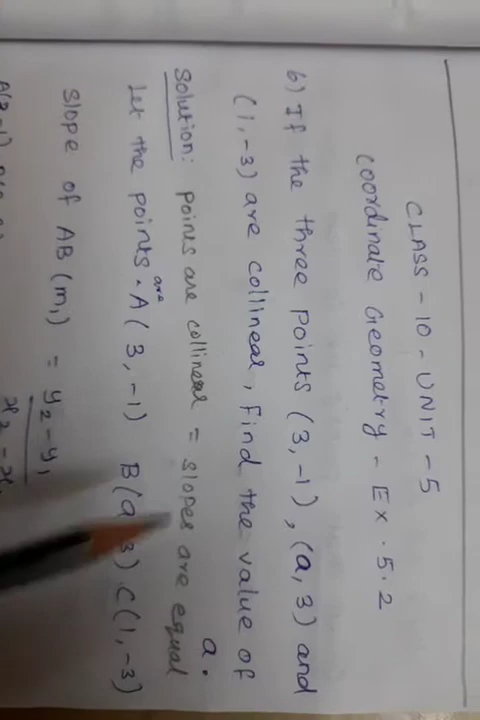 CLASS - 10 - UNIT - 5
Coordinate Geometry - Ex. 5.2
6) If the three points (3, -1), (a, 3) and
(1, -3) are collinear, find the value of
a.
Solution: points are collinear = slopes are equal
Let the points are A(3, -1) B(a 3) C(1, -3)
Slope of AB (m₁) = y₂ - y₁
x₂ - x₁